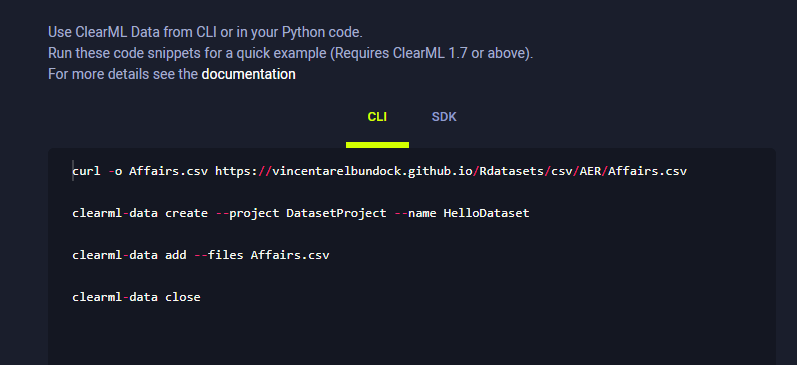 Use ClearML Data from CLI or in your Python code.
Run these code snippets for a quick example (Requires ClearML 1.7 or above).
For more details see the documentation
CLI SDK
curl -o Affairs.csv https://vincentarelbundock.github.io/Rdatasets/csv/AER/Affairs.csv
clearml-data create --project DatasetProject --name HelloDataset
clearml-data add --files Affairs.csv
clearml-data close